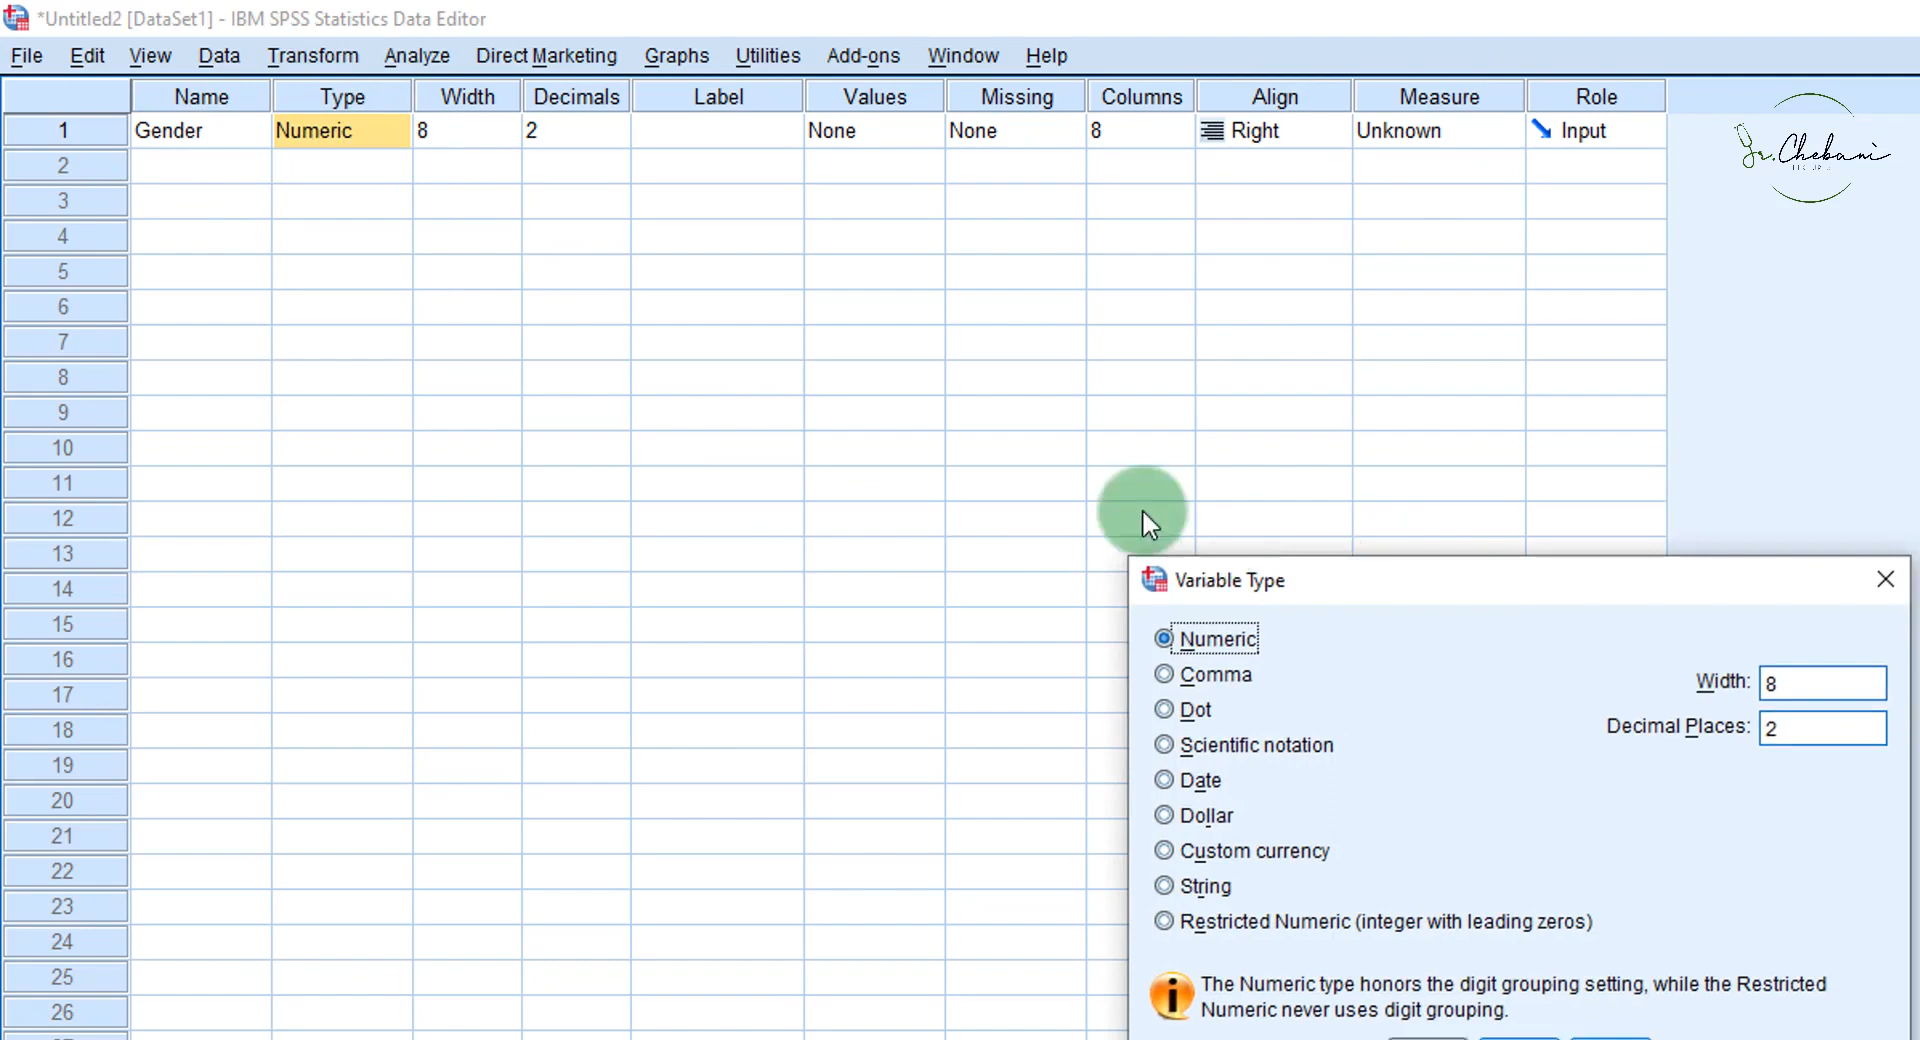 *Untitled2 [DataSet1] - IBM SPSS Statistics Data Editor
File Edit View Data Transform Analyze Direct Marketing Graphs Utilities Add-ons Window Help
Name Type Width Decimals Label Values Missing Columns Align Measure Role
1 Gender Numeric 8 2 None None 8 Right Unknown Input
2
3
4
5
6
7
8
9
10
11
12
13
14
15
16
17
18
19
20
21
22
23
24
25
26
Chebani
Variable Type
Numeric
Comma
Dot
Scientific notation
Date
Dollar
Custom currency
String
Restricted Numeric (integer with leading zeros)
Width: 8
Decimal Places: 2
The Numeric type honors the digit grouping setting, while the Restricted
Numeric never uses digit grouping.